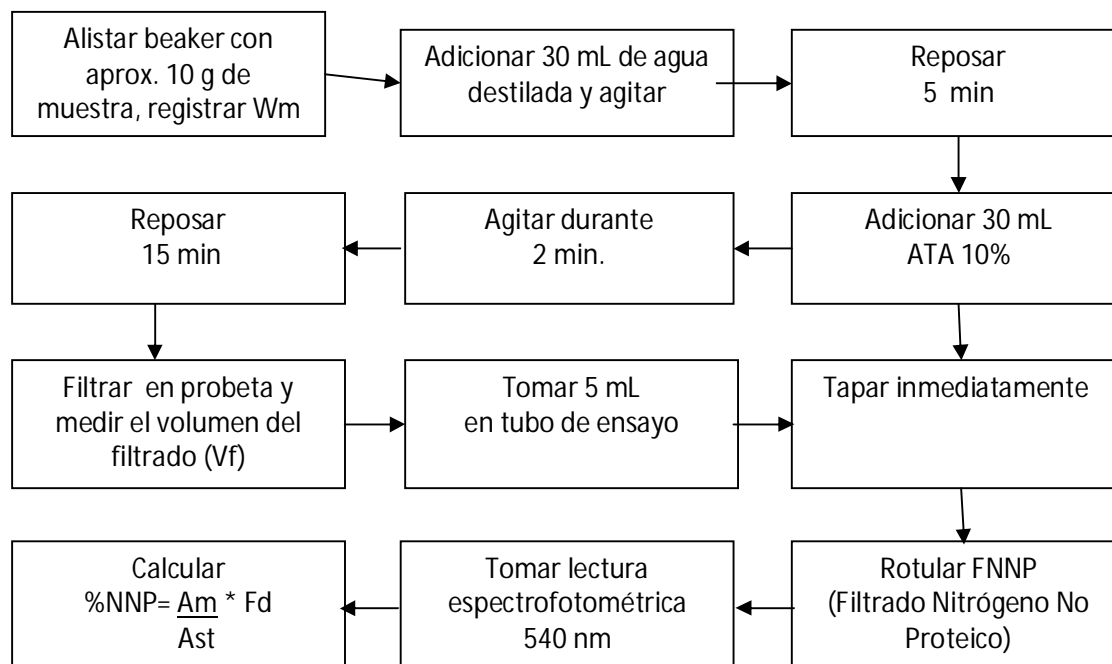 Alistar beaker con
aprox. 10 g de
muestra, registrar Wm
Adicionar 30 mL de agua
destilada y agitar
Reposar
5 min
Adicionar 30 mL
ATA 10%
Agitar durante
2 min.
Reposar
15 min
Filtrar en probeta y
medir el volumen del
filtrado (Vf)
Tomar 5 mL
en tubo de ensayo
Tapar inmediatamente
Rotular FNNP
(Filtrado Nitrógeno No
Proteico)
Tomar lectura
espectrofotométrica
540 nm
Calcular
%NNP= Am * Fd
Ast